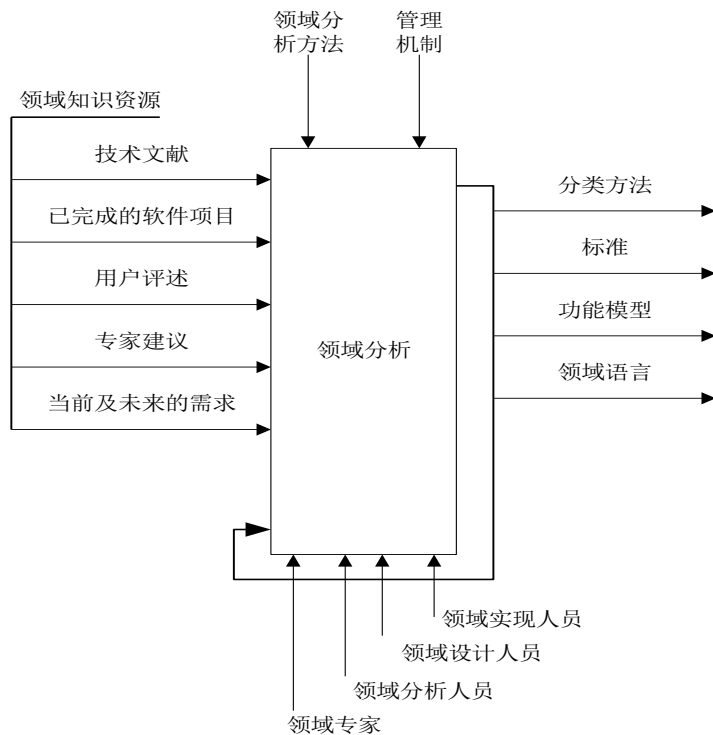 领域分
析方法
管理
机制
领域知识资源
技术文献
已完成的软件项目
用户评述
专家建议
当前及未来的需求
领域分析
分类方法
标准
功能模型
领域语言
领域实现人员
领域设计人员
领域分析人员
领域专家